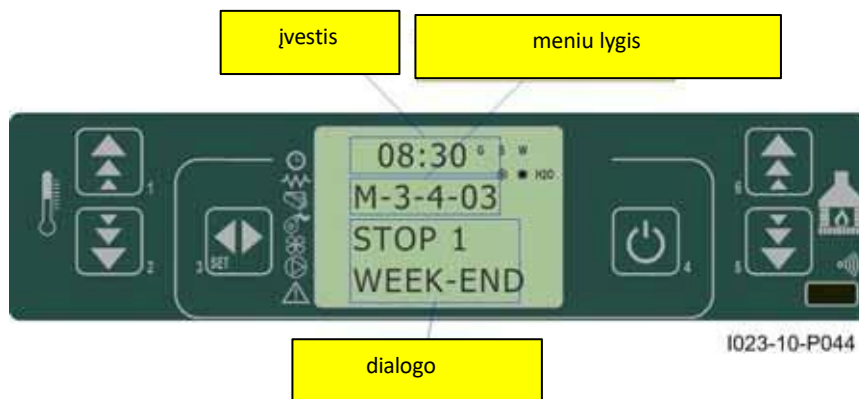 įvestis
meniu lygis
08:30 G S W
H2O
M-3-4-03
STOP 1
WEEK-END
1
2
3 SET
4
6
5
I023-10-P044
dialogo